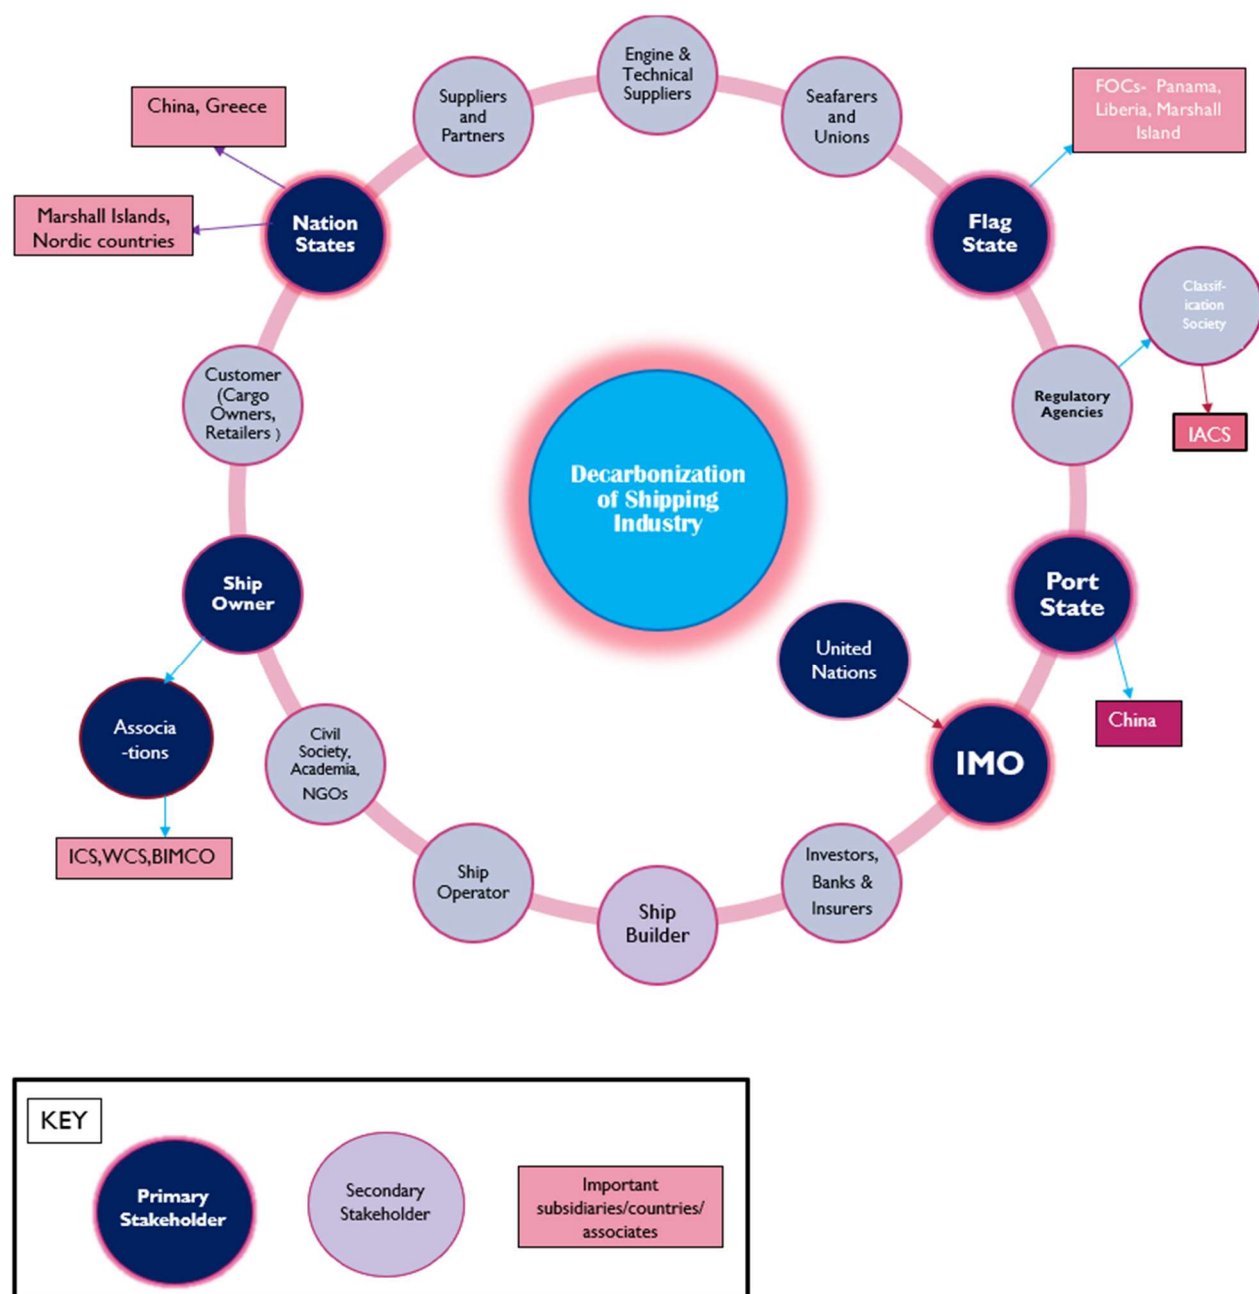 Engine &
Technical
Suppliers
Suppliers
and
Partners
Seafarers
and
Unions
China, Greece
FOCs- Panama,
Liberia, Marshall
Island
Marshall Islands,
Nordic countries
Nation
States
Flag
State
Classif-
ication
Society
Customer
(Cargo
Owners,
Retailers )
Regulatory
Agencies
IACS
Decarbonization
of Shipping
Industry
Ship
Owner
Port
State
United
Nations
Associa
-tions
China
Civil
Society,
Academia,
NGOs
IMO
ICS,WCS,BIMCO
Ship
Operator
Ship
Builder
Investors,
Banks &
Insurers
KEY
Primary
Stakeholder
Secondary
Stakeholder
Important
subsidiaries/countries/
associates